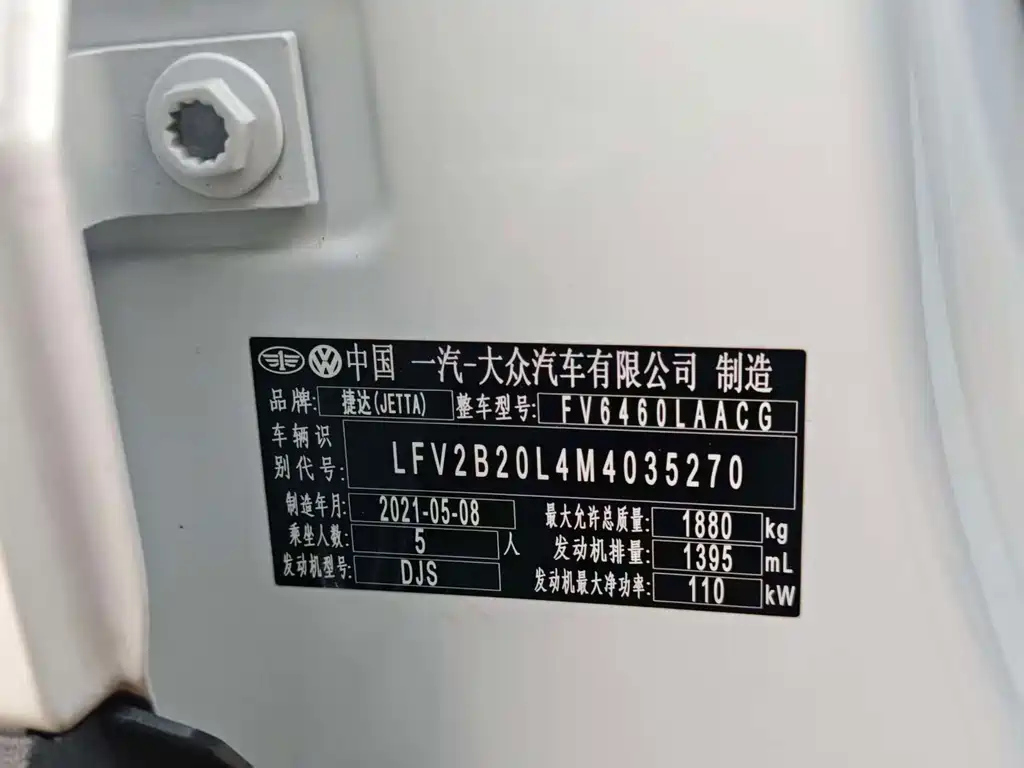 中国 一汽-大众汽车有限公司 制造
品牌: 捷达(JETTA) 整车型号: FV6460LAACG
车辆识别代号: LFV2B20L4M4035270
制造年月: 2021-05-08 最大允许总质量: 1880 kg
乘坐人数: 5 人 发动机排量: 1395 mL
发动机型号: DJS 发动机最大净功率: 110 kW